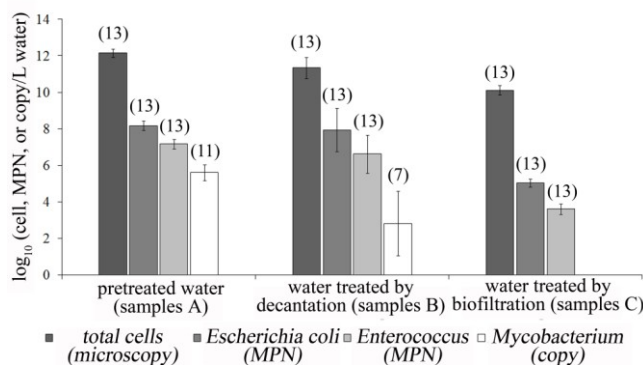 log10 (cell, MPN, or copy/L water)
14
12
10
8
6
4
2
0
(13)
(13)
(13)
(11)
(13)
(13)
(13)
(7)
(13)
(13)
(13)
pretreated water
(samples A)
water treated by
decantation (samples B)
water treated by
biofiltration (samples C)
total cells
(microscopy)
Escherichia coli
(MPN)
Enterococcus
(MPN)
Mycobacterium
(copy)